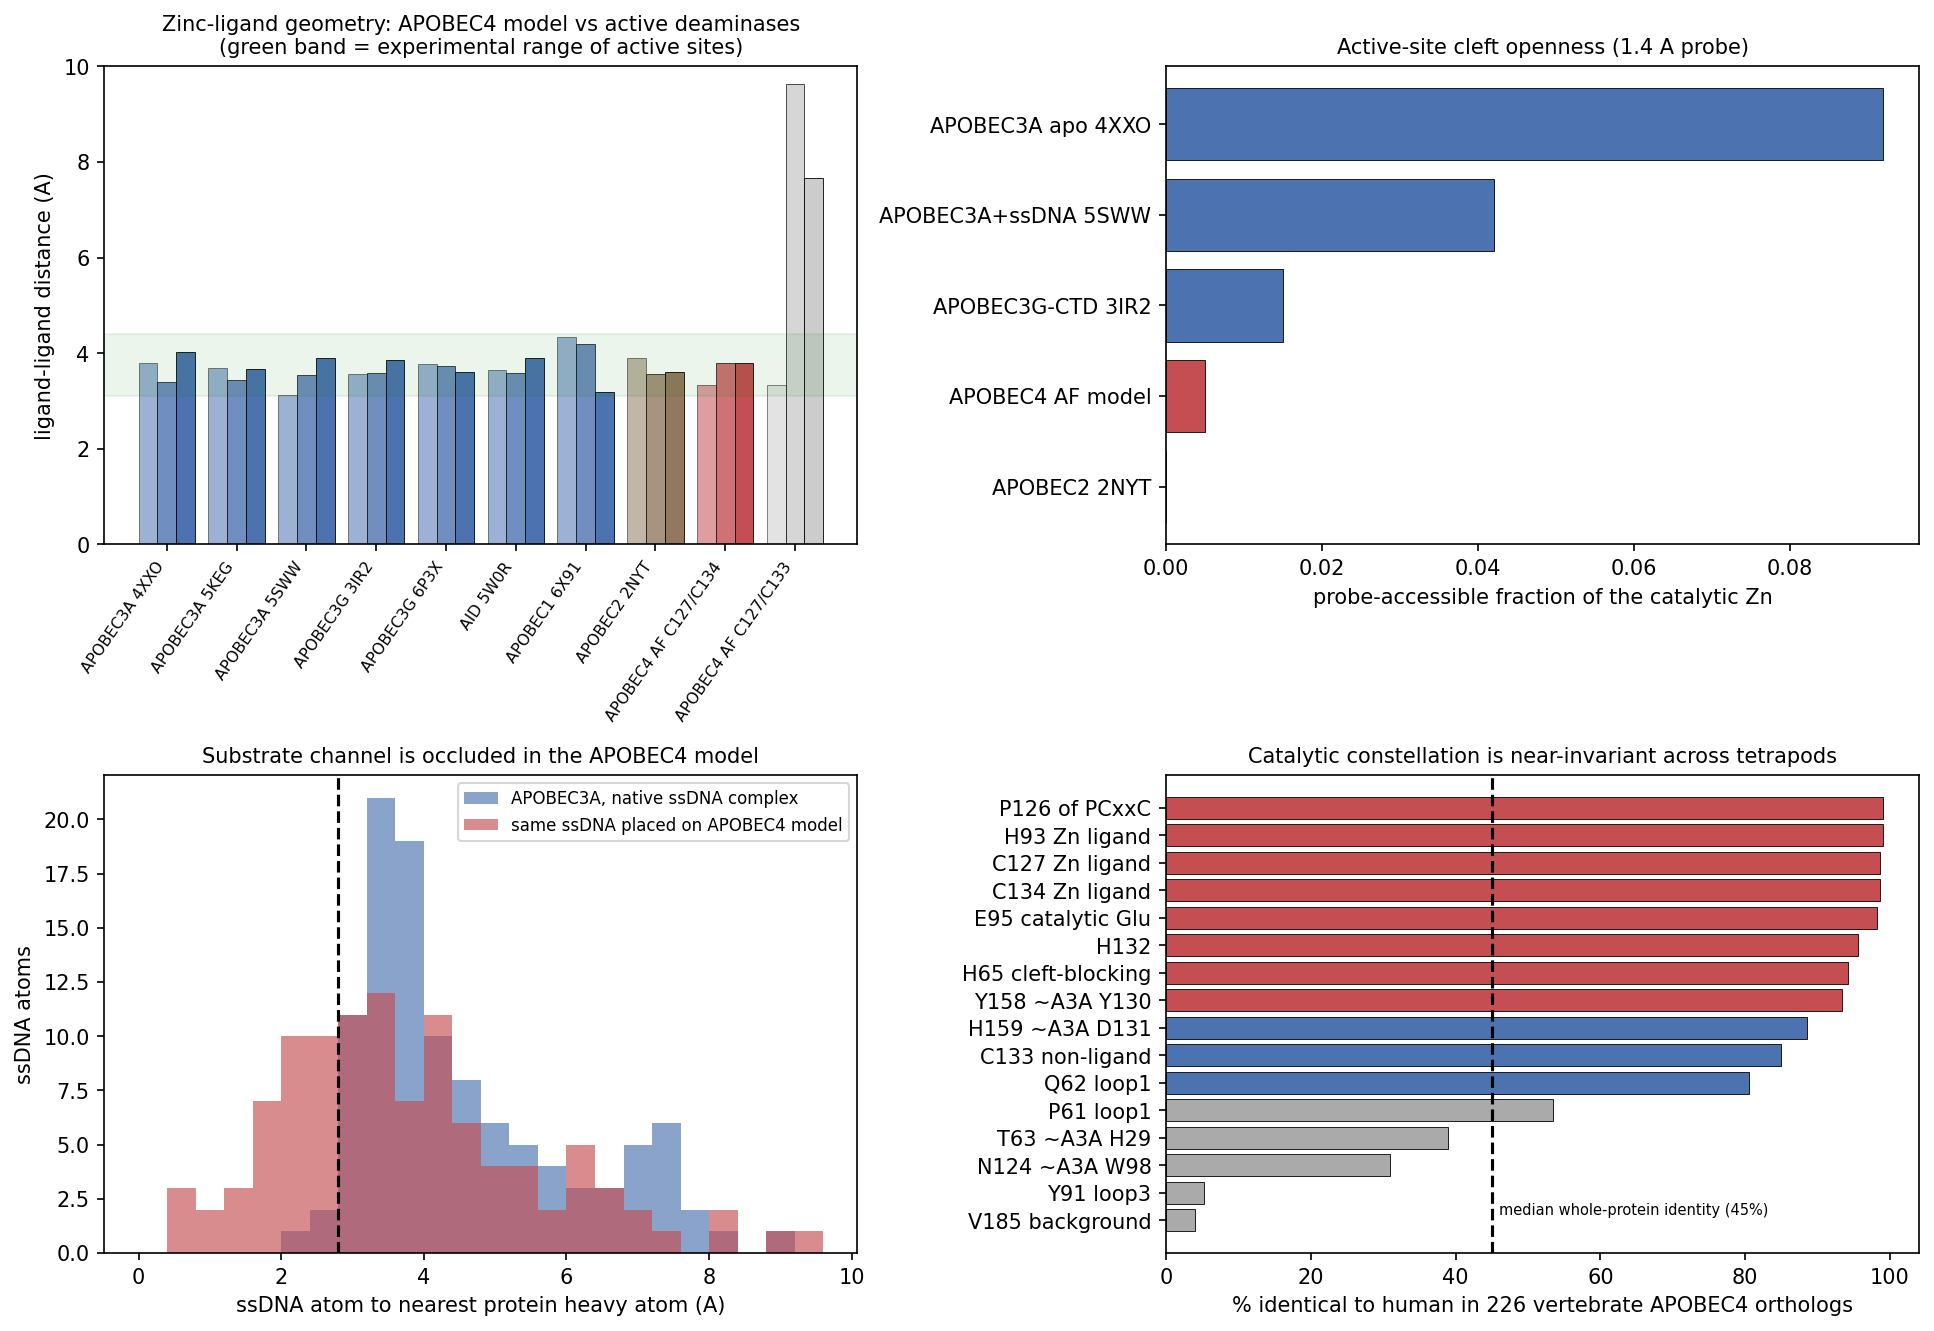 Zinc-ligand geometry: APOBEC4 model vs active deaminases
(green band = experimental range of active sites)
10
8
6
4
2
0
ligand-ligand distance (A)
APOBEC3A 4XXO
APOBEC3A 5KEG
APOBEC3A 5SWW
APOBEC3G 3IR2
APOBEC3G 6P3X
AID 5W0R
APOBEC1 6X91
APOBEC2 2NYT
APOBEC4 AF C127/C134
APOBEC4 AF C127/C133
Active-site cleft openness (1.4 A probe)
APOBEC3A apo 4XXO
APOBEC3A+ssDNA 5SWW
APOBEC3G-CTD 3IR2
APOBEC4 AF model
APOBEC2 2NYT
0.00 0.02 0.04 0.06 0.08
probe-accessible fraction of the catalytic Zn
Substrate channel is occluded in the APOBEC4 model
APOBEC3A, native ssDNA complex
same ssDNA placed on APOBEC4 model
20.0
17.5
15.0
12.5
10.0
7.5
5.0
2.5
0.0
ssDNA atoms
0 2 4 6 8 10
ssDNA atom to nearest protein heavy atom (A)
Catalytic constellation is near-invariant across tetrapods
P126 of PCxxC
H93 Zn ligand
C127 Zn ligand
C134 Zn ligand
E95 catalytic Glu
H132
H65 cleft-blocking
Y158 ~A3A Y130
H159 ~A3A D131
C133 non-ligand
Q62 loop1
P61 loop1
T63 ~A3A H29
N124 ~A3A W98
Y91 loop3
V185 background
median whole-protein identity (45%)
0 20 40 60 80 100
% identical to human in 226 vertebrate APOBEC4 orthologs